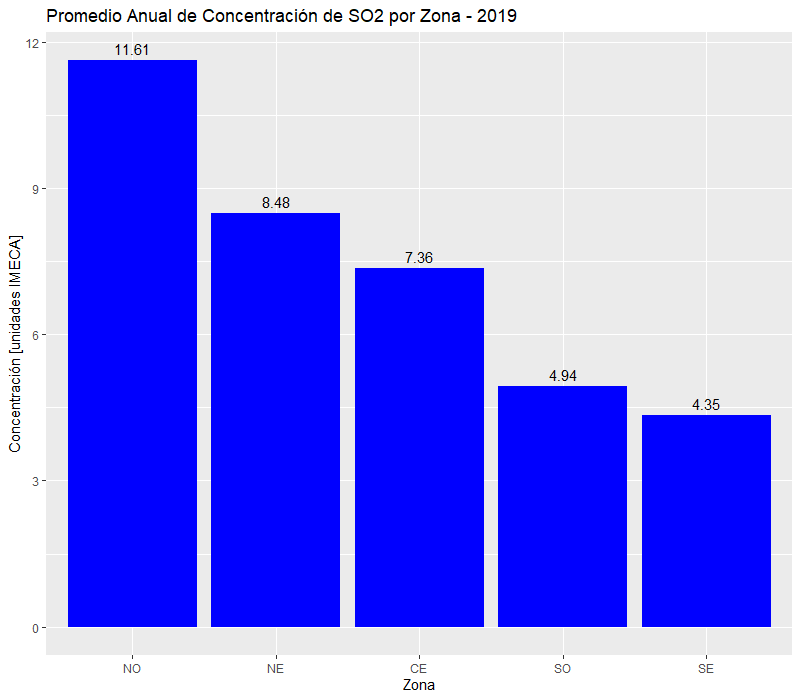 Promedio Anual de Concentración de SO2 por Zona - 2019
Concentración [unidades IMECA]
12
9
6
3
0
11.61
8.48
7.36
4.94
4.35
NO
NE
CE
SO
SE
Zona